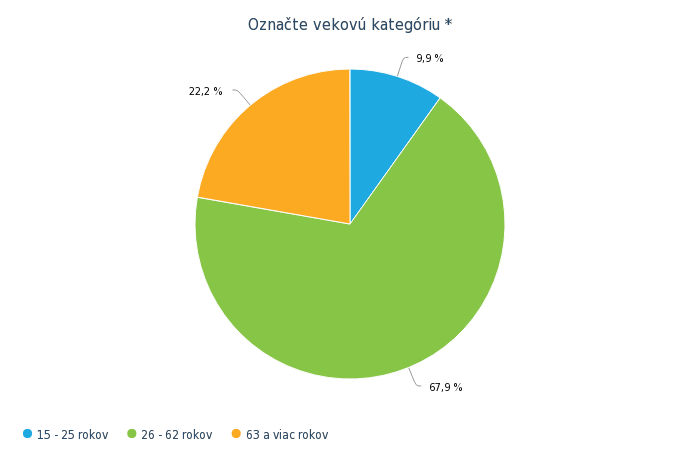 Označte vekovú kategóriu *
9,9 %
22,2 %
67,9 %
15 - 25 rokov
26 - 62 rokov
63 a viac rokov